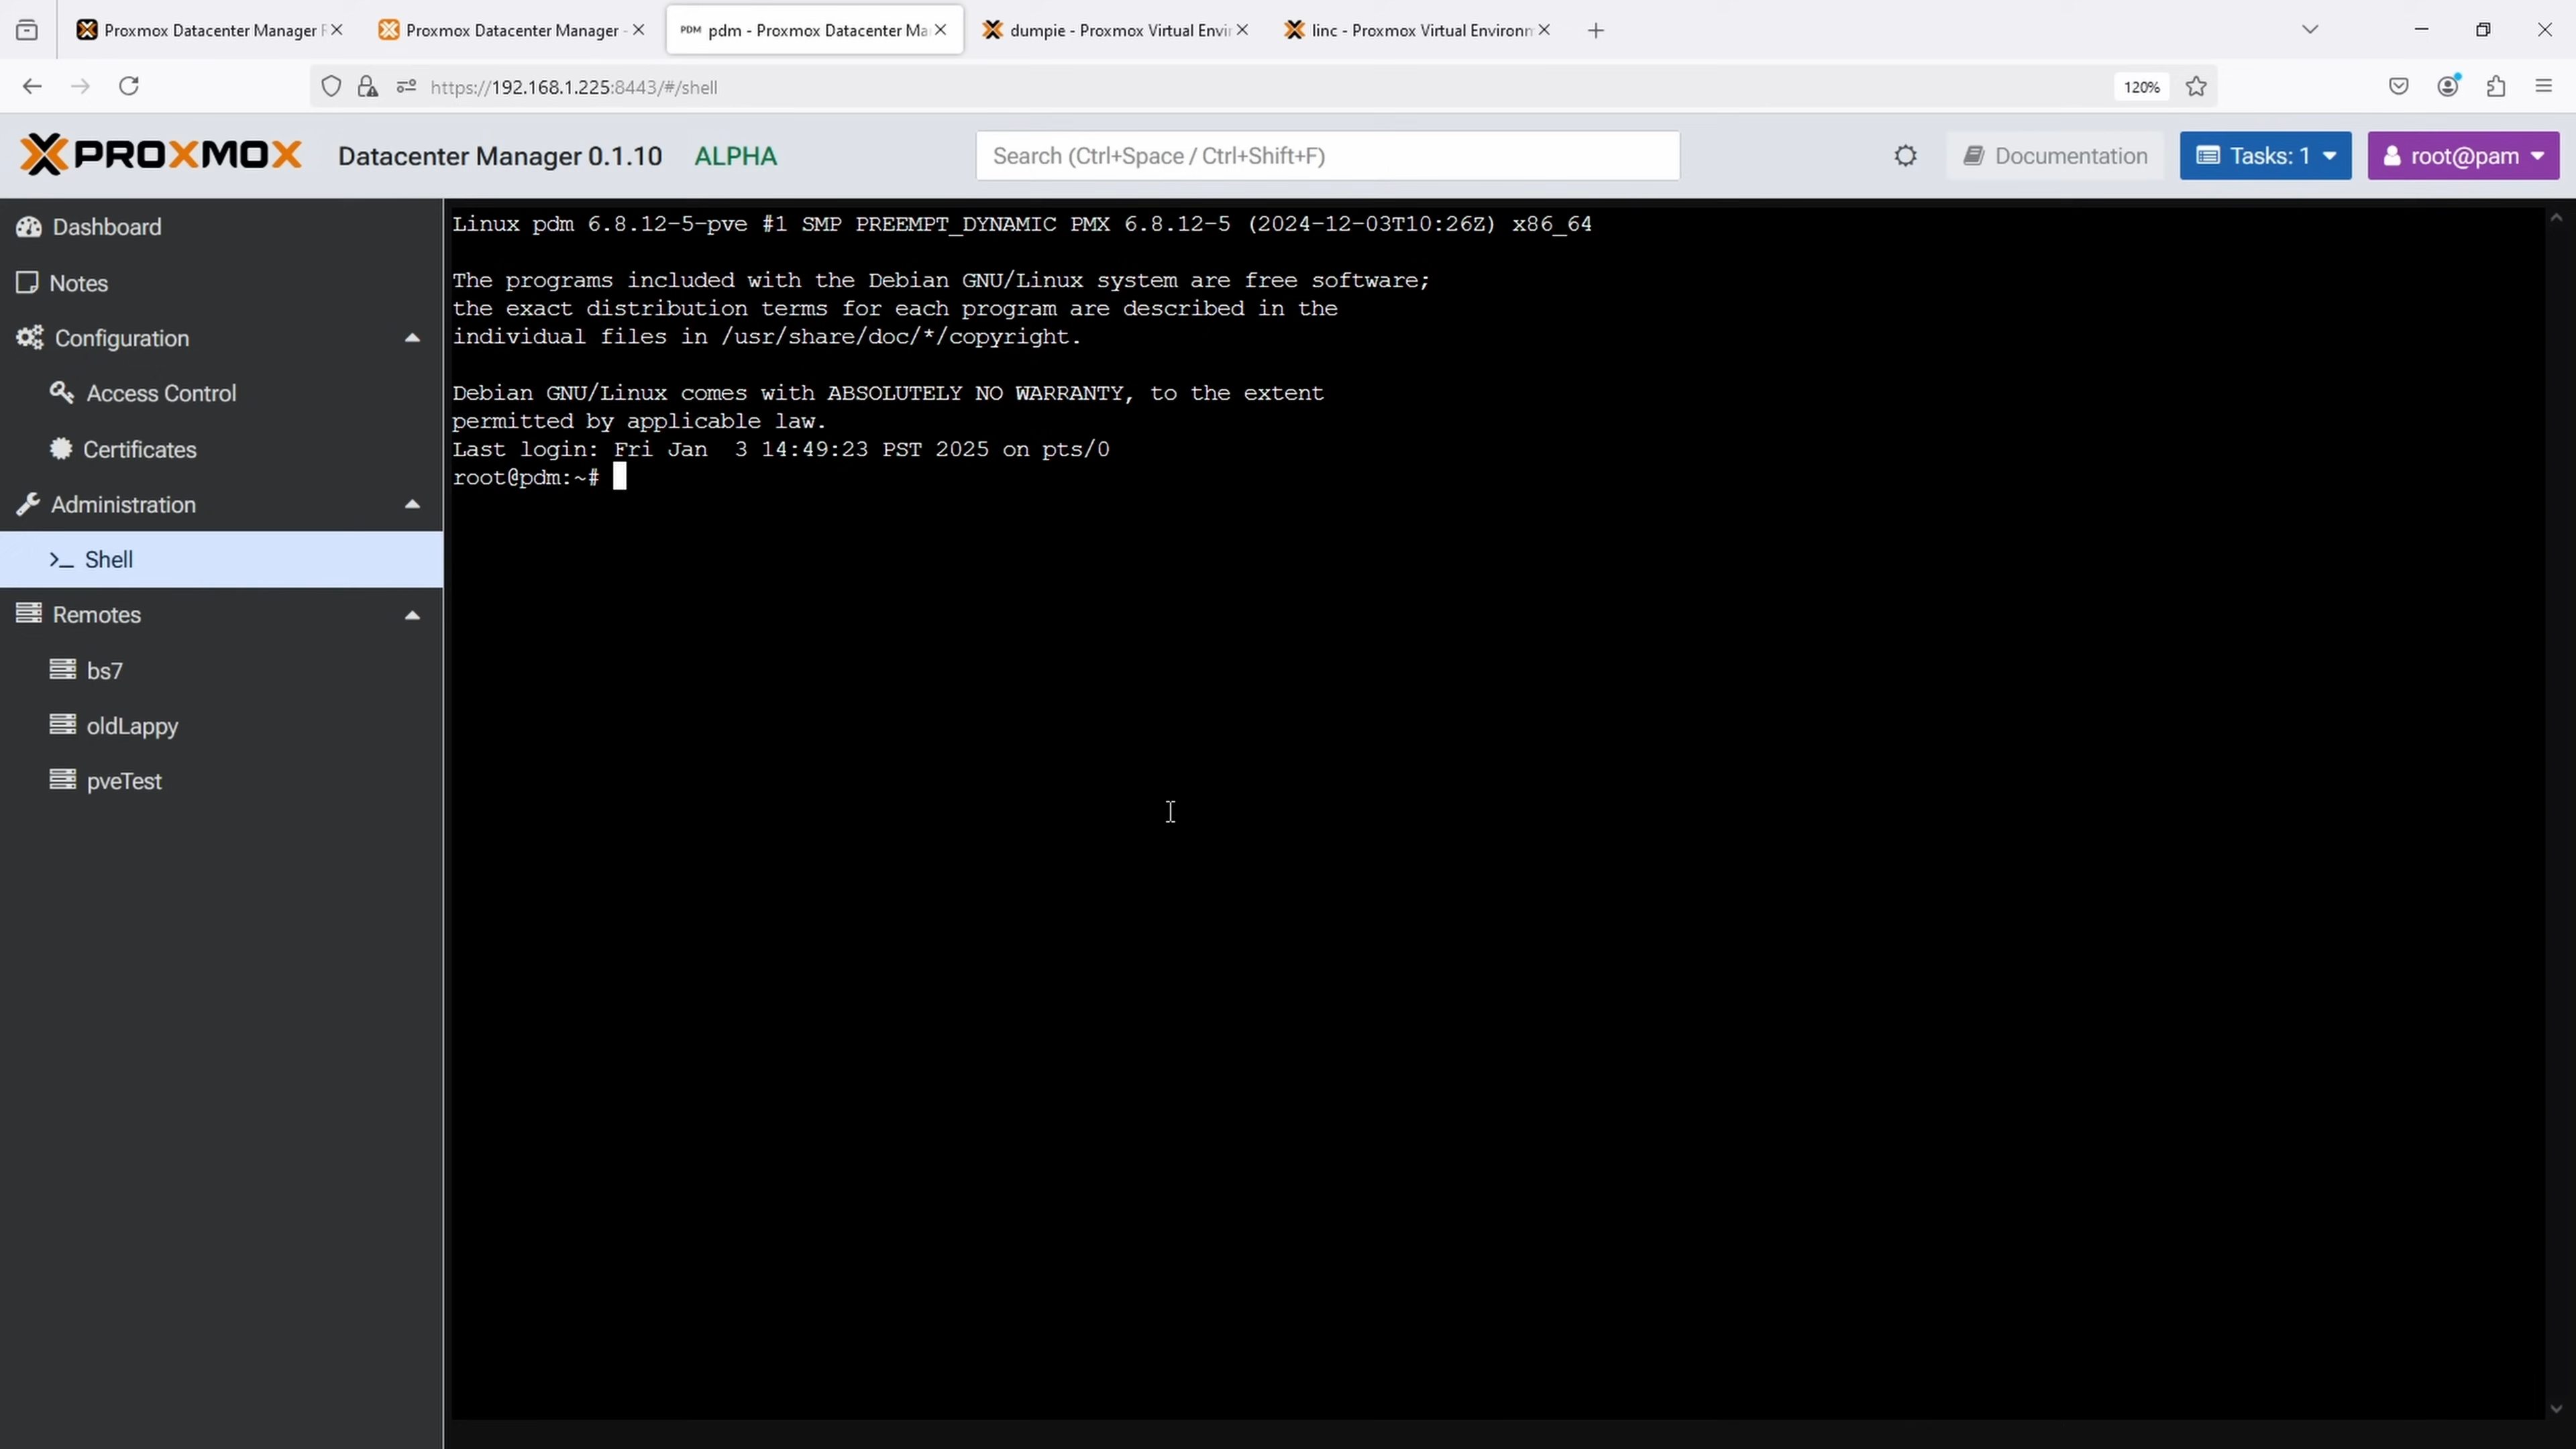 Proxmox Datacenter Manager
Proxmox Datacenter Manager -
PDM pdm - Proxmox Datacenter Ma
dumpie - Proxmox Virtual Envir
linc - Proxmox Virtual Environm
https://192.168.1.225:8443/#/shell
120%
PROXMOX
Datacenter Manager 0.1.10
ALPHA
Search (Ctrl+Space / Ctrl+Shift+F)
Documentation
Tasks: 1
root@pam
Dashboard
Notes
Configuration
Access Control
Certificates
Administration
>_ Shell
Remotes
bs7
oldLappy
pveTest
Linux pdm 6.8.12-5-pve #1 SMP PREEMPT_DYNAMIC PMX 6.8.12-5 (2024-12-03T10:26Z) x86_64
The programs included with the Debian GNU/Linux system are free software;
the exact distribution terms for each program are described in the
individual files in /usr/share/doc/*/copyright.
Debian GNU/Linux comes with ABSOLUTELY NO WARRANTY, to the extent
permitted by applicable law.
Last login: Fri Jan  3 14:49:23 PST 2025 on pts/0
root@pdm:~#